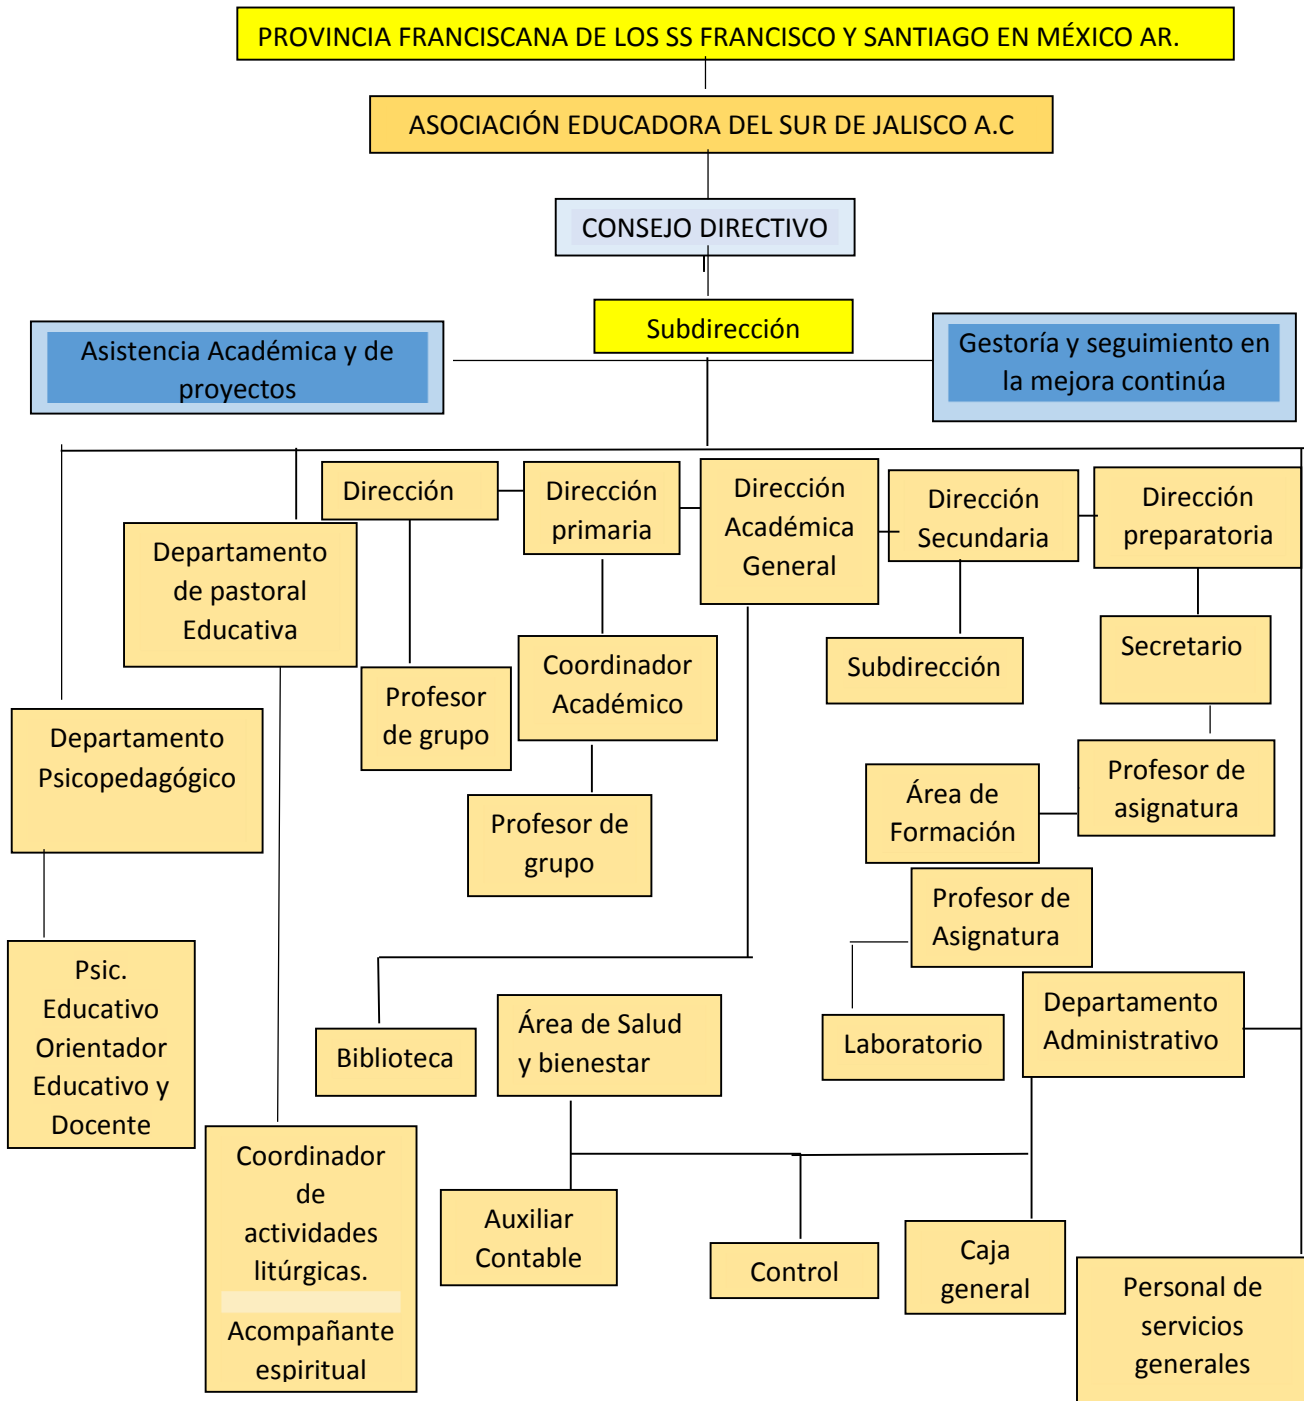 PROVINCIA FRANCISCANA DE LOS SS FRANCISCO Y SANTIAGO EN MÉXICO AR.
ASOCIACIÓN EDUCADORA DEL SUR DE JALISCO A.C
CONSEJO DIRECTIVO
Subdirección
Asistencia Académica y de
proyectos
Gestoría y seguimiento en
la mejora continúa
Dirección
Dirección
primaria
Dirección
Académica
General
Dirección
Secundaria
Dirección
preparatoria
Departamento
de pastoral
Educativa
Profesor
de grupo
Coordinador
Académico
Subdirección
Secretario
Departamento
Psicopedagógico
Profesor de
grupo
Área de
Formación
Profesor de
asignatura
Profesor de
Asignatura
Psic.
Educativo
Orientador
Educativo y
Docente
Biblioteca
Área de Salud
y bienestar
Laboratorio
Departamento
Administrativo
Coordinador
de
actividades
litúrgicas.
Acompañante
espiritual
Auxiliar
Contable
Control
Caja
general
Personal de
servicios
generales